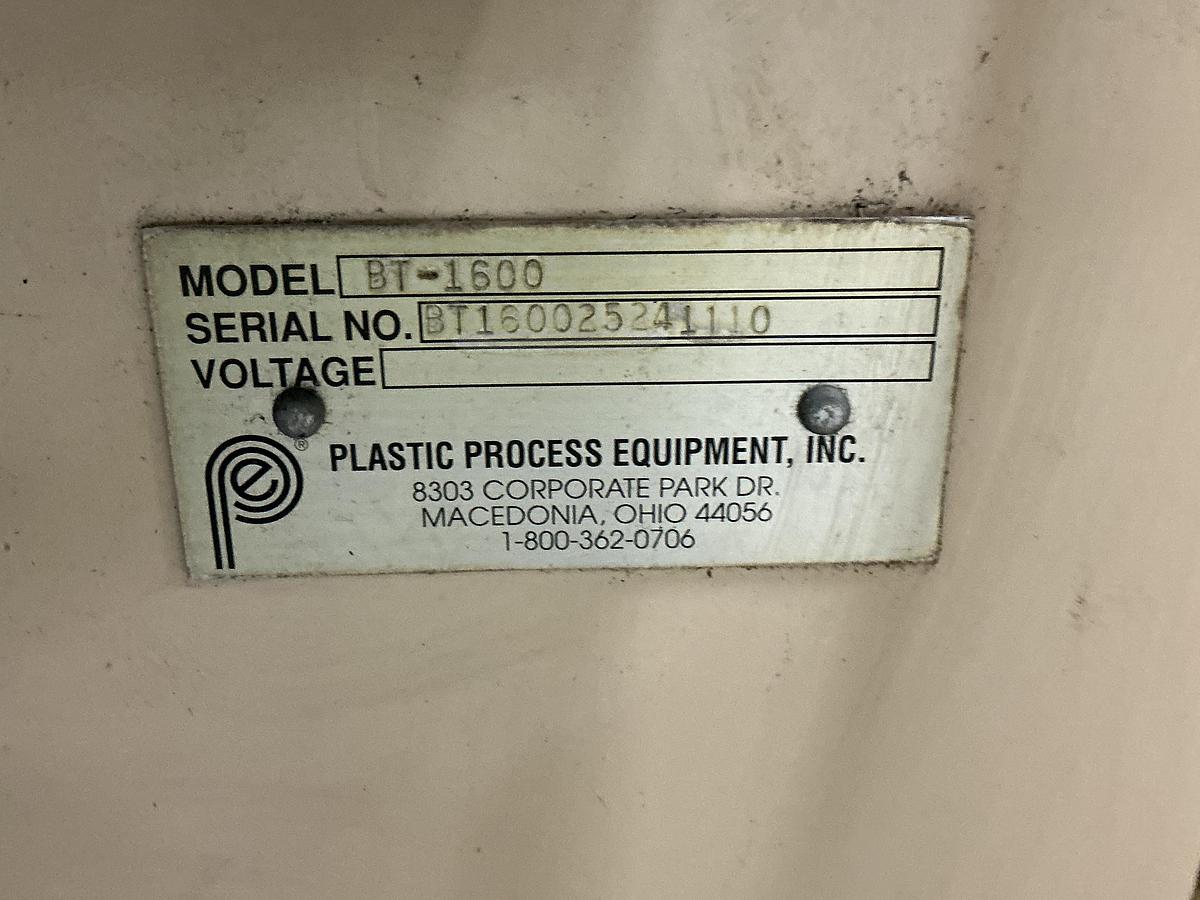 MODEL BT-1600
SERIAL NO. BT160025241110
VOLTAGE
pe®
PLASTIC PROCESS EQUIPMENT, INC.
8303 CORPORATE PARK DR.
MACEDONIA, OHIO 44056
1-800-362-0706